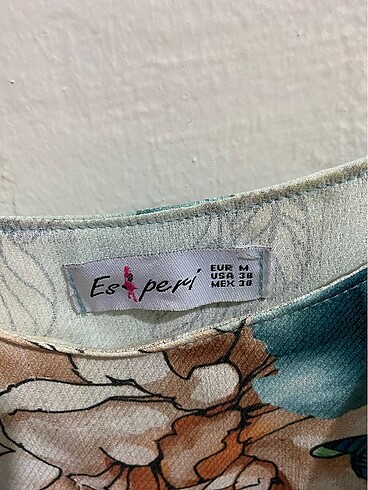 Es peri
EUR M
USA 38
MEX 38